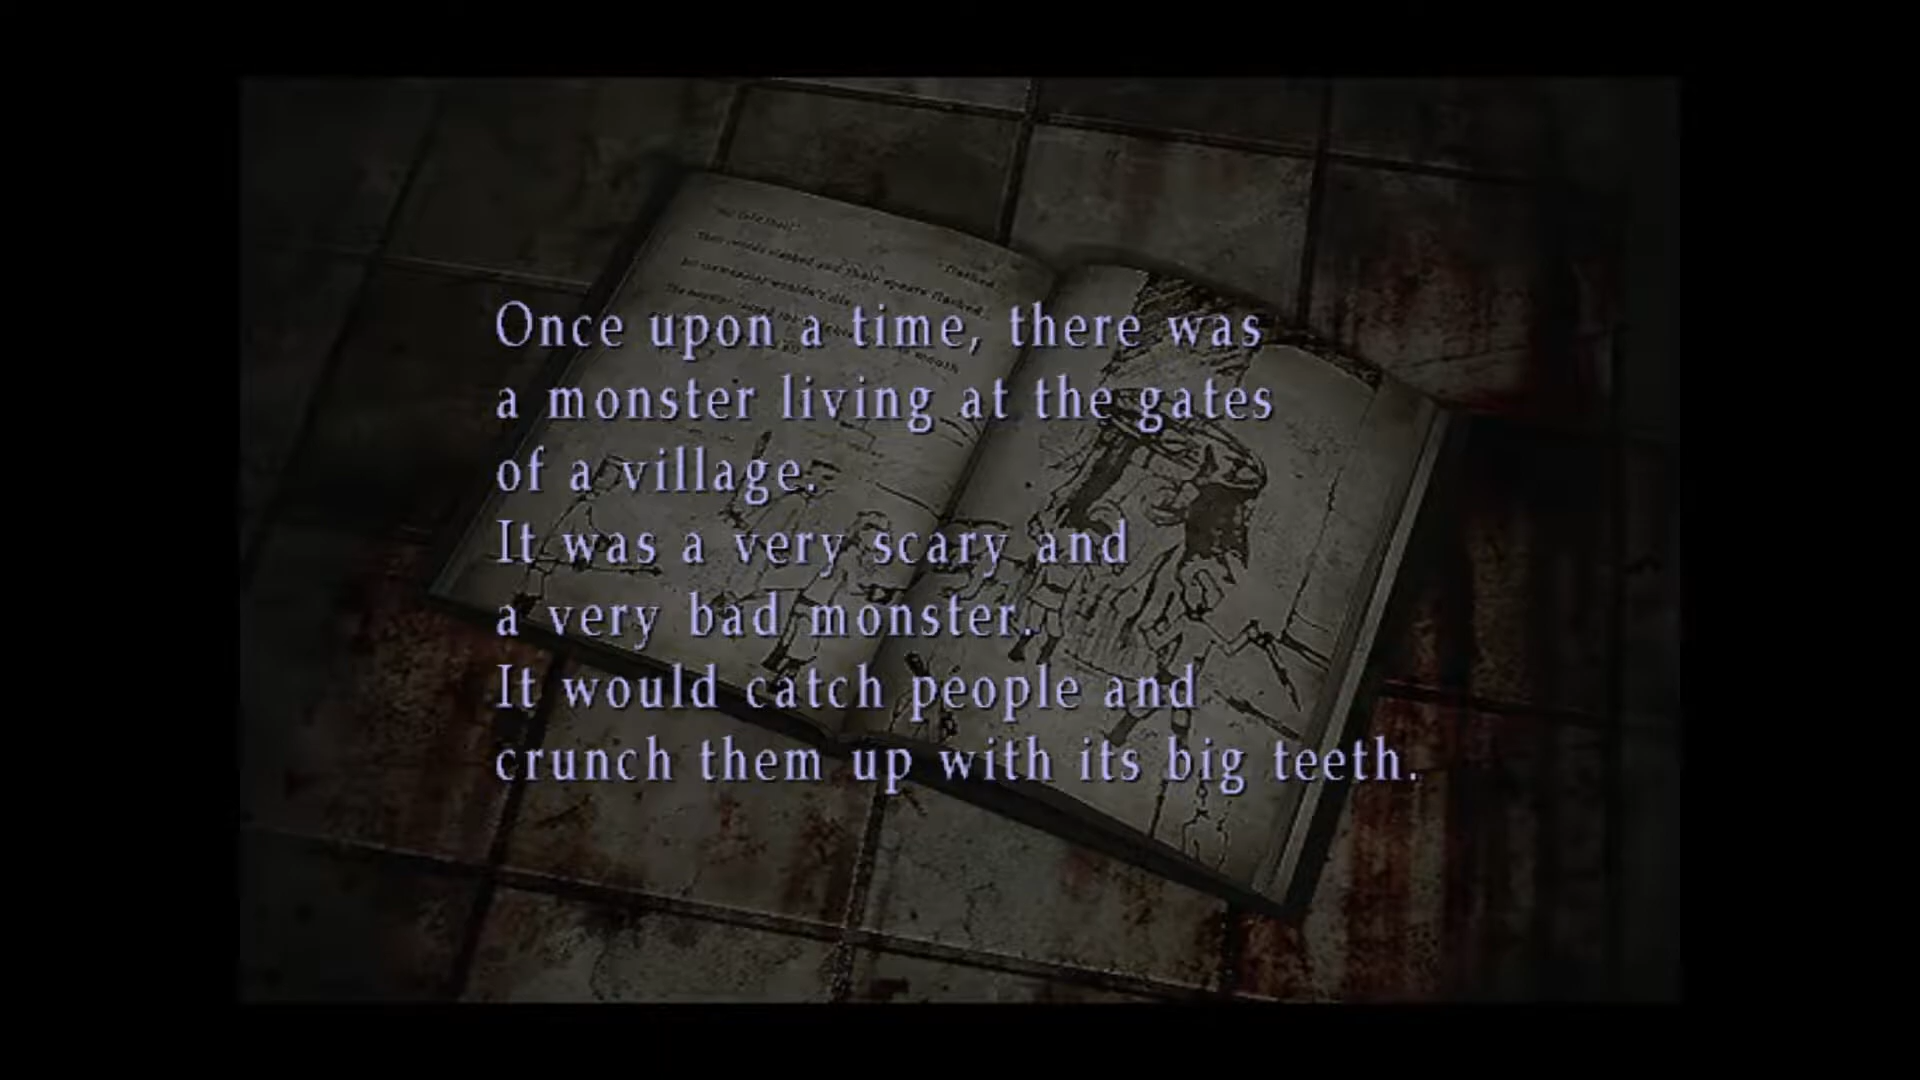 Once upon a time, there was
a monster living at the gates
of a village.
It was a very scary and
a very bad monster.
It would catch people and
crunch them up with its big teeth.